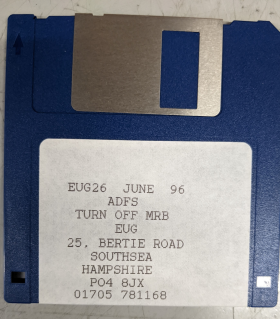 EUG26 JUNE 96
ADFS
TURN OFF MRB
EUG
25, BERTIE ROAD
SOUTHSEA
HAMPSHIRE
PO4 8JX
01705 781168